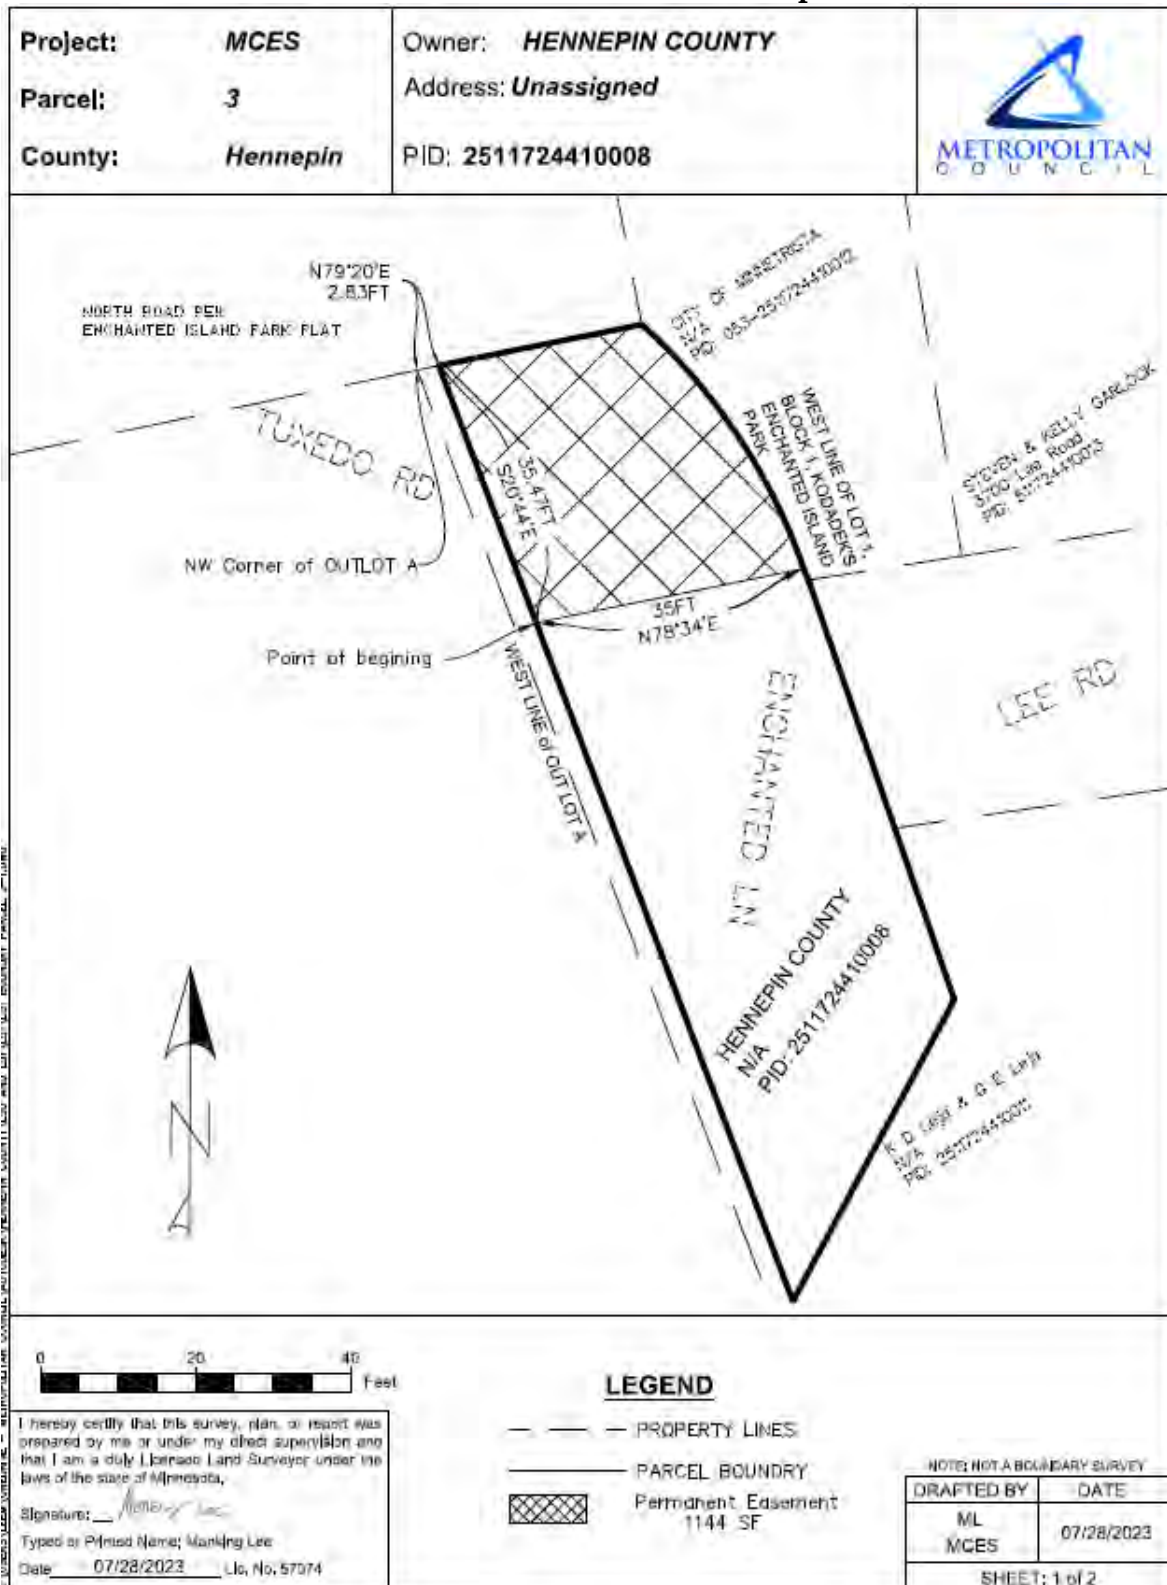 Project: MCES
Parcel: 3
County: Hennepin
Owner: HENNEPIN COUNTY
Address: Unassigned
PID: 2511724410008
METROPOLITAN
COUNCIL
N79°20'E
2.83FT
NORTH ROAD PER
ENCHANTED ISLAND PARK PLAT
CITY OF MINNETRISTA
TUXEDO RD
WEST LINE OF LOT 1,
BLOCK 1, KODADEK'S
ENCHANTED ISLAND
PARK
STEVEN & KELLY GARLOCK
3700 Lee Road
35.47FT
S20°44'E
NW Corner of OUTLOT A
35FT
N78°34'E
Point of begining
WEST LINE of OUTLOT A
ENCHANTED LN
LEE RD
HENNEPIN COUNTY
N/A
PID: 2511724410008
K D Leja & G E Leja
N/A
PID: 2511724410011
N
0 20 40
Feet
LEGEND
PROPERTY LINES
PARCEL BOUNDRY
Permanent Easement
1144 SF
I hereby certify that this survey, plan, or report was
prepared by me or under my direct supervision and
that I am a duly Licensed Land Surveyor under the
laws of the state of Minnesota.
Signature:
Typed or Printed Name: Manking Lee
Date 07/28/2023 Lic. No. 57074
NOTE: NOT A BOUNDARY SURVEY
DRAFTED BY DATE
ML
MCES
07/28/2023
SHEET: 1 of 2